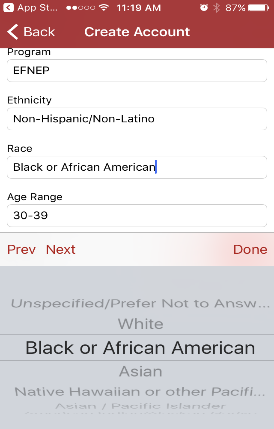 App St... 11:19 AM 87%
Back Create Account
Program
EFNEP
Ethnicity
Non-Hispanic/Non-Latino
Race
Black or African American
Age Range
30-39
Prev Next Done
Unspecified/Prefer Not to Answ...
White
Black or African American
Asian
Native Hawaiian or other Pacifi...
Asian / Pacific Islander